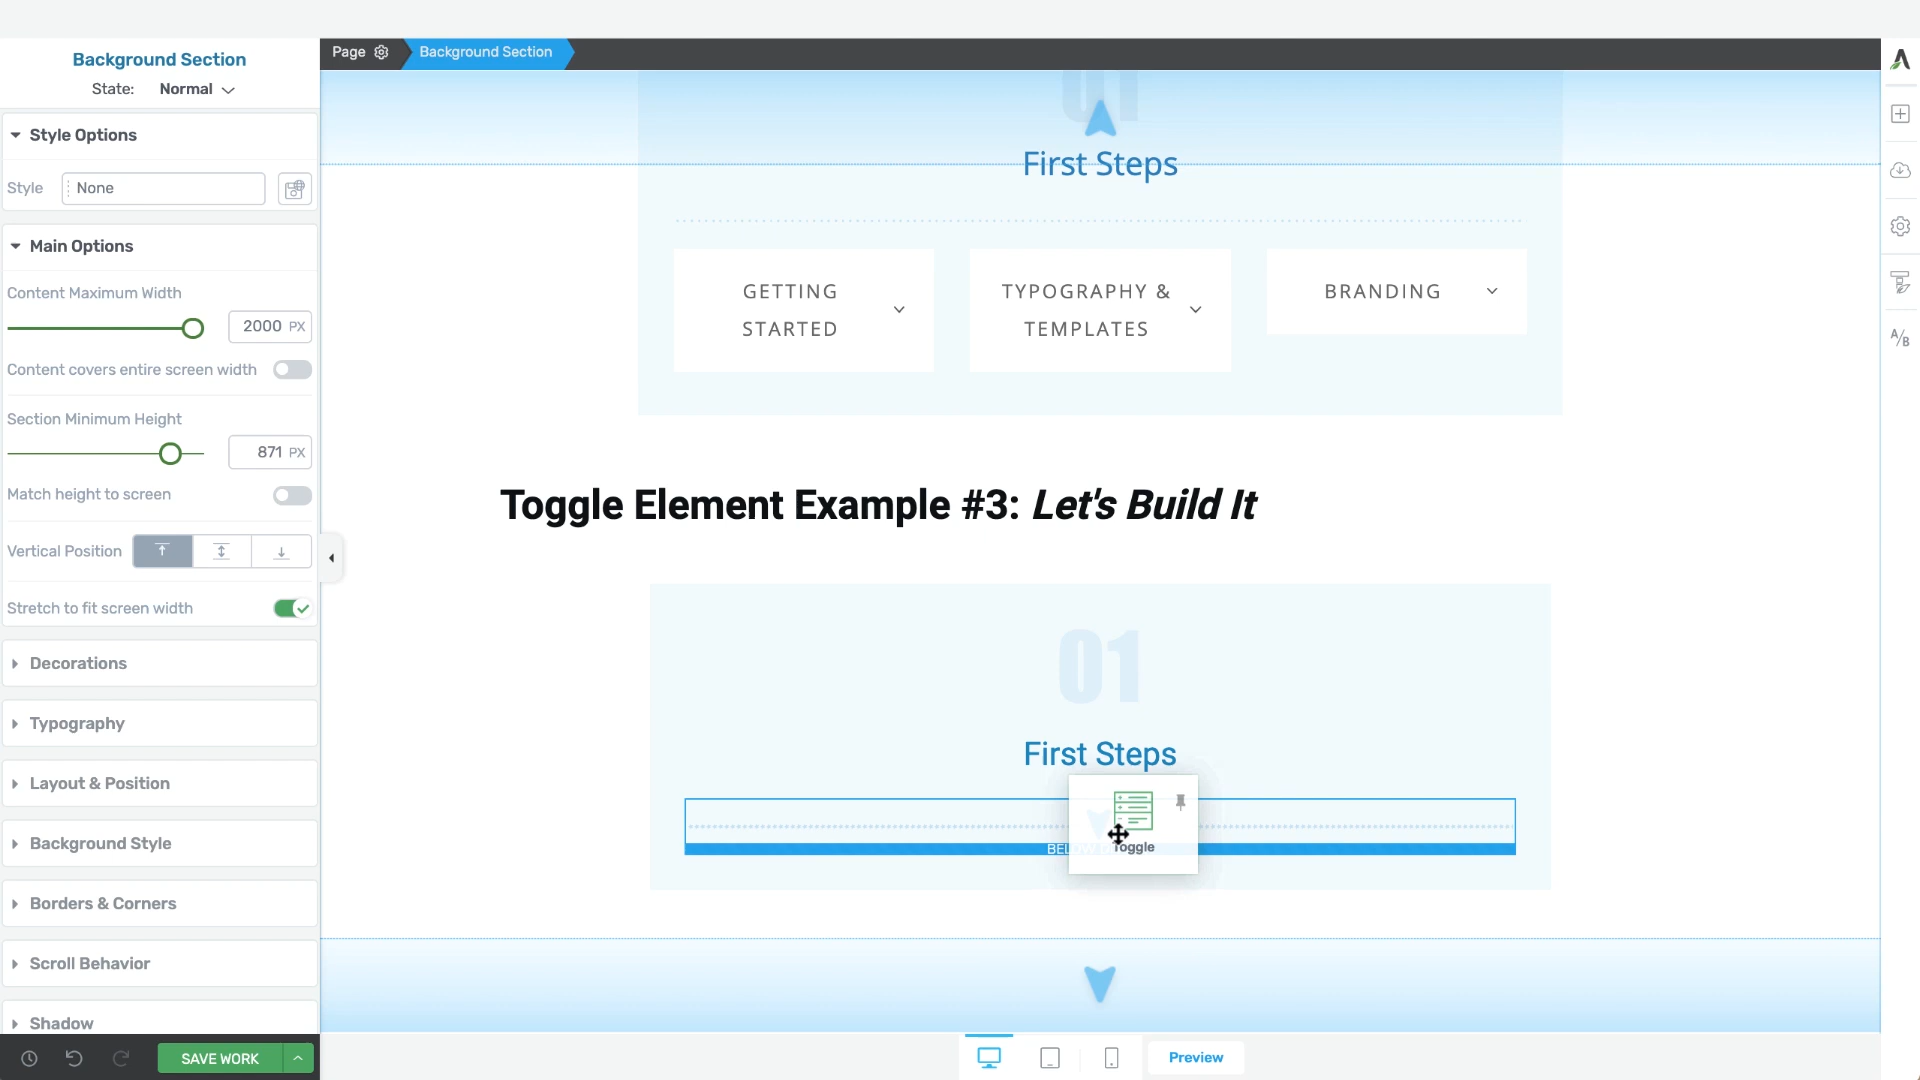 Background Section
State: Normal
Style Options
Style None
Main Options
Content Maximum Width
2000 PX
Content covers entire screen width
Section Minimum Height
871 PX
Match height to screen
Vertical Position
Stretch to fit screen width
Decorations
Typography
Layout & Position
Background Style
Borders & Corners
Scroll Behavior
Shadow
SAVE WORK
Page Background Section
01
First Steps
GETTING
STARTED
TYPOGRAPHY &
TEMPLATES
BRANDING
Toggle Element Example #3: Let's Build It
01
First Steps
Toggle
Preview
A/B